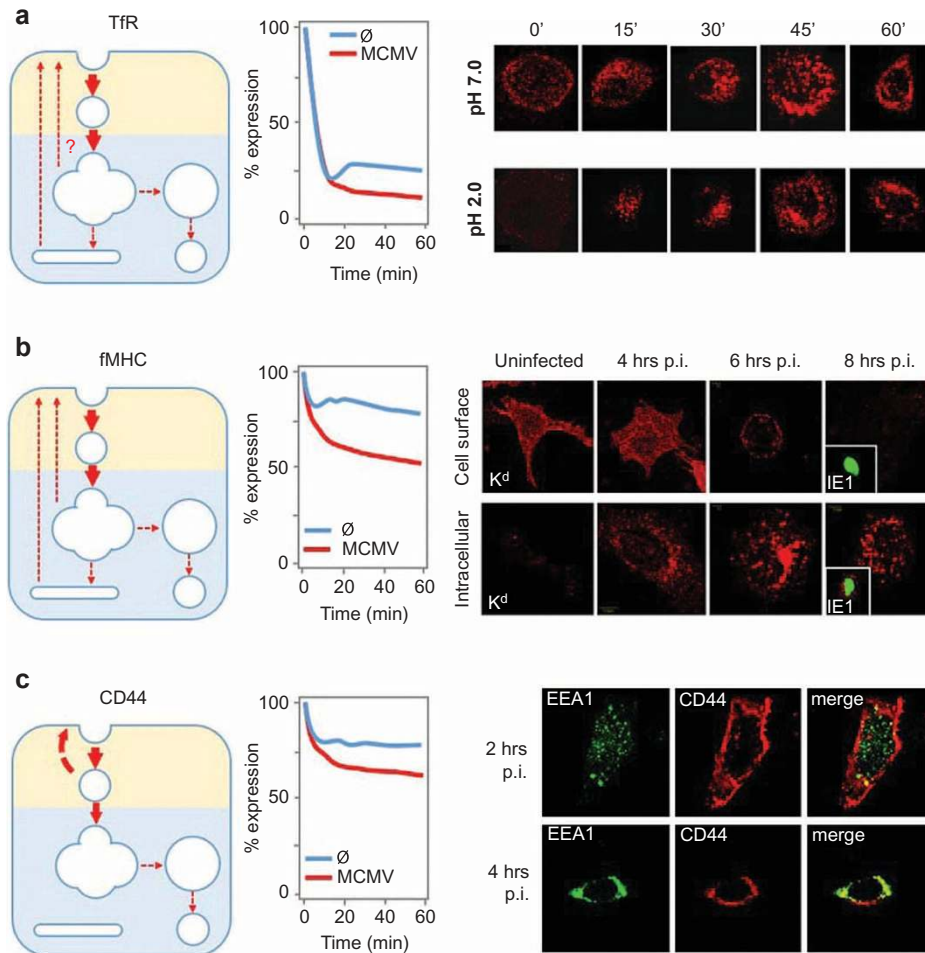 a
TfR
?
% expression
100
50
0
Ø
MCMV
0 20 40 60
Time (min)
0’ 15’ 30’ 45’ 60’
pH 7.0
pH 2.0
b
fMHC
% expression
100
50
0
Ø
MCMV
0 20 40 60
Time (min)
Uninfected 4 hrs p.i. 6 hrs p.i. 8 hrs p.i.
Cell surface
Kd
IE1
Intracellular
Kd
IE1
c
CD44
% expression
100
50
0
Ø
MCMV
0 20 40 60
Time (min)
EEA1 CD44 merge
2 hrs
p.i.
EEA1 CD44 merge
4 hrs
p.i.